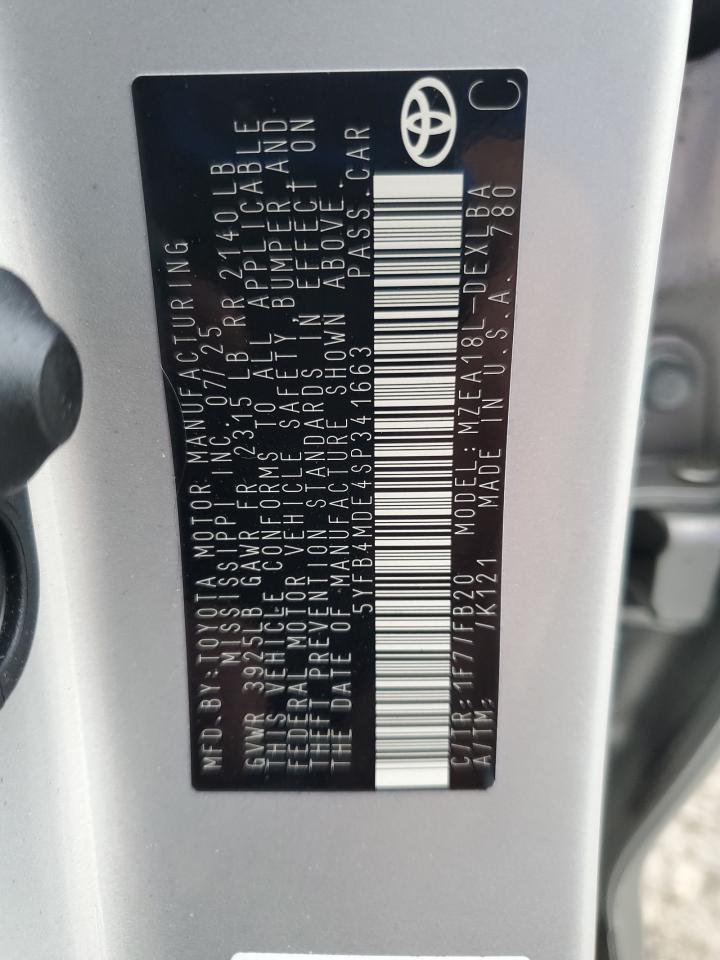 MFD.BY:TOYOTA MOTOR MANUFACTURING
MISSISSIPPI INC. 07/25
GVWR 3925LB GAWR FR 2315 LB RR 2140LB
THIS VEHICLE CONFORMS TO ALL APPLICABLE
FEDERAL MOTOR VEHICLE SAFETY BUMPER AND
THEFT PREVENTION STANDARDS IN EFFECT ON
THE DATE OF MANUFACTURE SHOWN ABOVE.
5YFB4MDE4SP341663 PASS.CAR
C/TR: 1F7/FB20 MODEL: MZEA18L-DEXLBA
A/TM: /K121 MADE IN U.S.A. 780
C